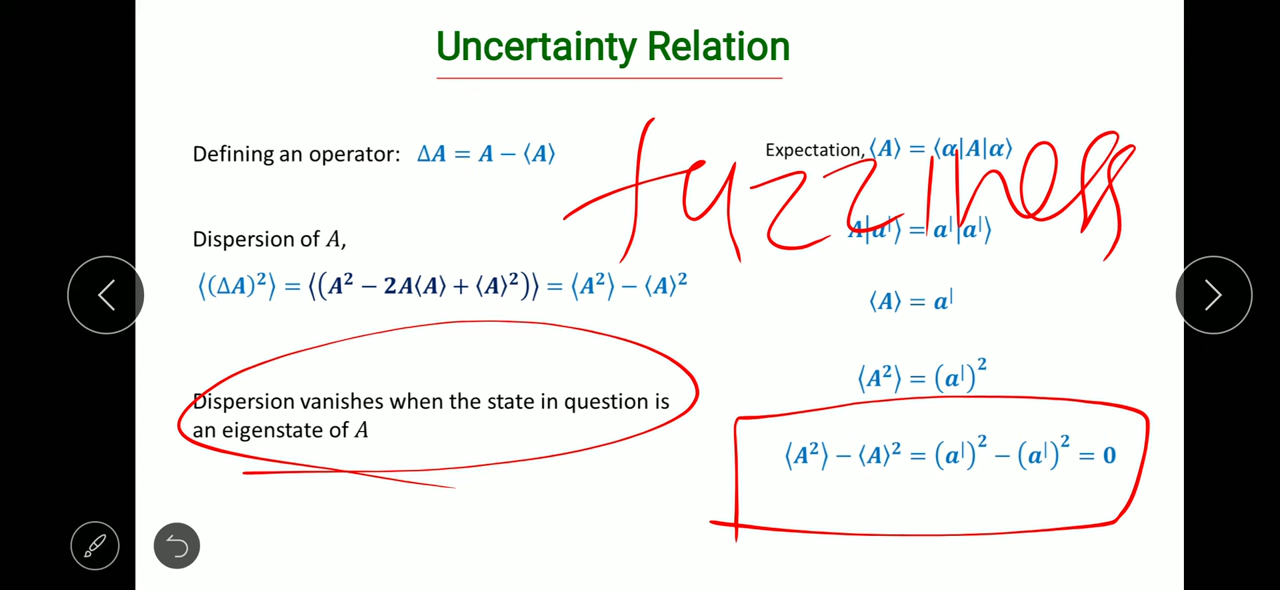 Uncertainty Relation
Defining an operator: ΔA = A − ⟨A⟩
Expectation, ⟨A⟩ = ⟨α|A|α⟩
fuzziness
A|a|⟩ = a||a|⟩
Dispersion of A,
⟨(ΔA)²⟩ = ⟨(A² − 2A⟨A⟩ + ⟨A⟩²)⟩ = ⟨A²⟩ − ⟨A⟩²
⟨A⟩ = a|
⟨A²⟩ = (a|)²
Dispersion vanishes when the state in question is
an eigenstate of A
⟨A²⟩ − ⟨A⟩² = (a|)² − (a|)² = 0